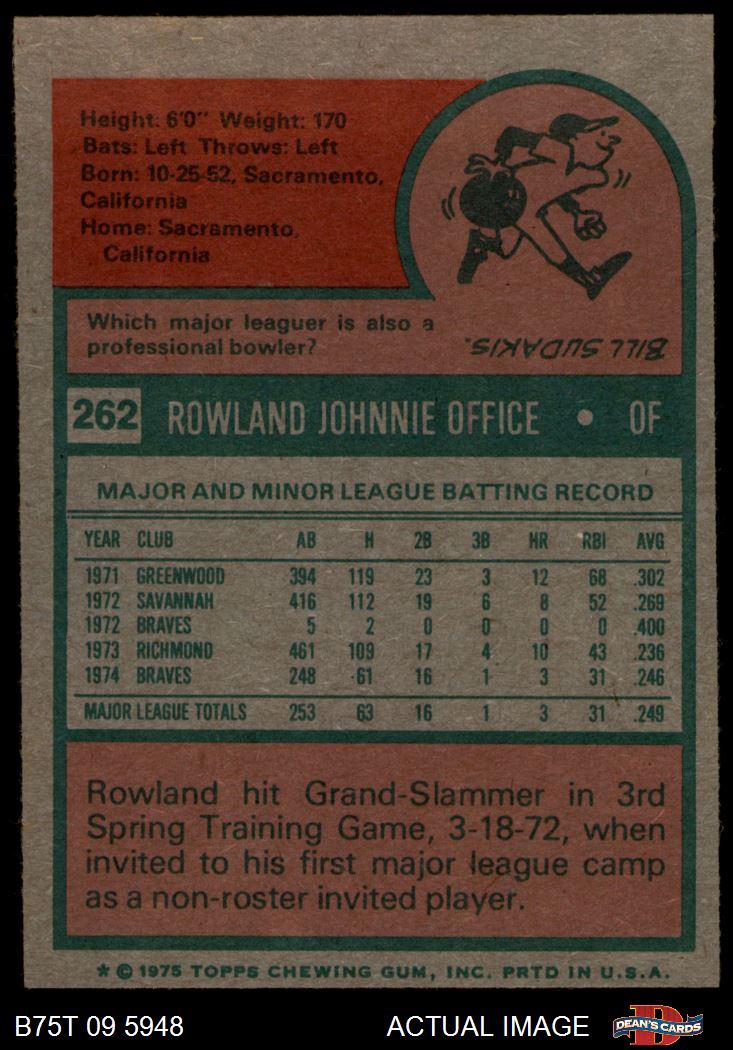 Height: 6'0" Weight: 170
Bats: Left Throws: Left
Born: 10-25-52, Sacramento,
California
Home: Sacramento,
California
Which major leaguer is also a
professional bowler?
BILL SUDAKIS.
262 ROWLAND JOHNNIE OFFICE • OF
MAJOR AND MINOR LEAGUE BATTING RECORD
YEAR CLUB AB H 2B 3B HR RBI AVG
1971 GREENWOOD 394 119 23 3 12 68 .302
1972 SAVANNAH 416 112 19 6 8 52 .269
1972 BRAVES 5 2 0 0 0 0 .400
1973 RICHMOND 461 109 17 4 10 43 .236
1974 BRAVES 248 61 16 1 3 31 .246
MAJOR LEAGUE TOTALS 253 63 16 1 3 31 .249
Rowland hit Grand-Slammer in 3rd
Spring Training Game, 3-18-72, when
invited to his first major league camp
as a non-roster invited player.
* © 1975 TOPPS CHEWING GUM, INC. PRTD IN U.S.A.
B75T 09 5948 ACTUAL IMAGE DEAN'S CARDS